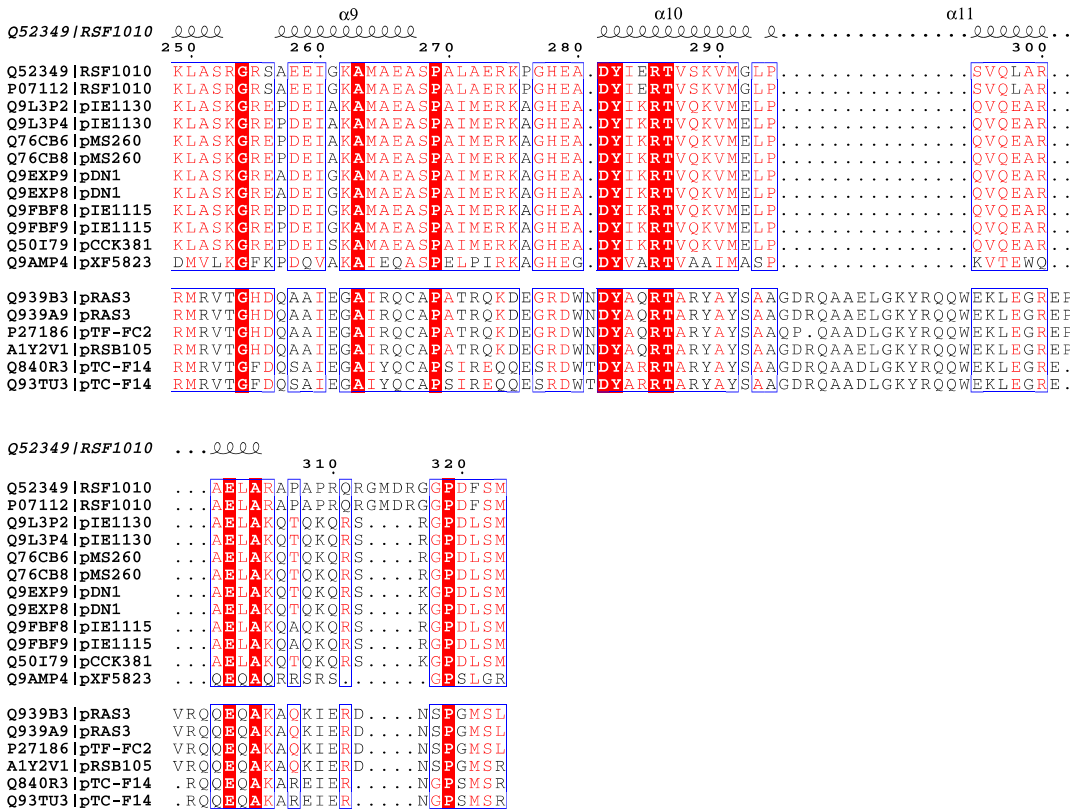 α9 α10 α11
Q52349|RSF1010
250 260 270 280 290 300
Q52349|RSF1010 KLASRGRSAEEIGKAMAEASPALAERKPGHEA.DYIERTVSKVMGLP...............SVQLAR..
P07112|RSF1010 KLASRGRSAEEIGKAMAEASPALAERKPGHEA.DYIERTVSKVMGLP...............SVQLAR..
Q9L3P2|pIE1130 KLASKGREPDEIAKAMAEASPAIMERKAGHEA.DYIKRTVQKVMELP...............QVQEAR..
Q9L3P4|pIE1130 KLASKGREPDEIAKAMAEASPAIMERKAGHEA.DYIKRTVQKVMELP...............QVQEAR..
Q76CB6|pMS260 KLASKGREPDEIAKAMAEASPAIMERKAGHEA.DYIKRTVQKVMELP...............QVQEAR..
Q76CB8|pMS260 KLASKGREPDEIAKAMAEASPAIMERKAGHEA.DYIKRTVQKVMELP...............QVQEAR..
Q9EXP9|pDN1 KLASKGREADEIGKAMAEASPAIMERKAGHEA.DYIKRTVQKVMELP...............QVQEAR..
Q9EXP8|pDN1 KLASKGREADEIGKAMAEASPAIMERKAGHEA.DYIKRTVQKVMELP...............QVQEAR..
Q9FBF8|pIE1115 KLASKGREPDEIGKAMAEASPAIMERKAGHEA.DYIKRTVQKVMELP...............QVQEAR..
Q9FBF9|pIE1115 KLASKGREPDEIGKAMAEASPAIMERKAGHEA.DYIKRTVQKVMELP...............QVQEAR..
Q50I79|pCCK381 KLASKGREPDEISKAMAEASPAIMERKAGHEA.DYIKRTVQKVMELP...............QVQEAR..
Q9AMP4|pXF5823 DMVLKGFKPDQVAKAIEQASPELPIRKAGHEG.DYVARTVAAIMASP...............KVTEWQ..
Q939B3|pRAS3 RMRVTGHDQAAIEGAIRQCAPATRQKDEGRDWNDYAQRTARYAYSAAGDRQAAELGKYRQQWEKLEGREP
Q939A9|pRAS3 RMRVTGHDQAAIEGAIRQCAPATRQKDEGRDWNDYAQRTARYAYSAAGDRQAAELGKYRQQWEKLEGREP
P27186|pTF-FC2 RMRVTGHDQAAIEGAIRQCAPATRQKDEGRDWNDYAQRTARYAYSAAQP.QAAELGKYRQQWEKLEGREP
A1Y2V1|pRSB105 RMRVTGHDQAAIEGAIRQCAPATRQKDEGRDWNDYAQRTARYAYSAAGDRQAADLGKYRQQWEKLEGREP
Q840R3|pTC-F14 RMRVTGFDQSAIEGAIYQCAPSIREQQESRDWTDYARRTARYAYSAAGDRQAADLGKYRQQWEKLEGRE.
Q93TU3|pTC-F14 RMRVTGFDQSAIEGAIYQCAPSIREQQESRDWTDYARRTARYAYSAAGDRQAADLGKYRQQWEKLEGRE.
Q52349|RSF1010 ...
310 320
Q52349|RSF1010 ...AELARAPAPRQRGMDRGGPDFSM
P07112|RSF1010 ...AELARAPAPRQRGMDRGGPDFSM
Q9L3P2|pIE1130 ...AELAKQTQKQRS....RGPDLSM
Q9L3P4|pIE1130 ...AELAKQTQKQRS....RGPDLSM
Q76CB6|pMS260 ...AELAKQTQKQRS....RGPDLSM
Q76CB8|pMS260 ...AELAKQTQKQRS....RGPDLSM
Q9EXP9|pDN1 ...AELAKQTQKQRS....KGPDLSM
Q9EXP8|pDN1 ...AELAKQTQKQRS....KGPDLSM
Q9FBF8|pIE1115 ...AELAKQAQKQRS....RGPDLSM
Q9FBF9|pIE1115 ...AELAKQAQKQRS....RGPDLSM
Q50I79|pCCK381 ...AELAKQTQKQRS....KGPDLSM
Q9AMP4|pXF5823 ...QEQAQRRSRS.......GPSLGR
Q939B3|pRAS3 VRQQEQAKAQKIERD....NSPGMSL
Q939A9|pRAS3 VRQQEQAKAQKIERD....NSPGMSL
P27186|pTF-FC2 VRQQEQAKAQKIERD....NSPGMSL
A1Y2V1|pRSB105 VRQQEQAKAQKIERD....NSPGMSR
Q840R3|pTC-F14 .RQQEQAKAREIER.....NGPSMSR
Q93TU3|pTC-F14 .RQQEQAKAREIER.....NGPSMSR